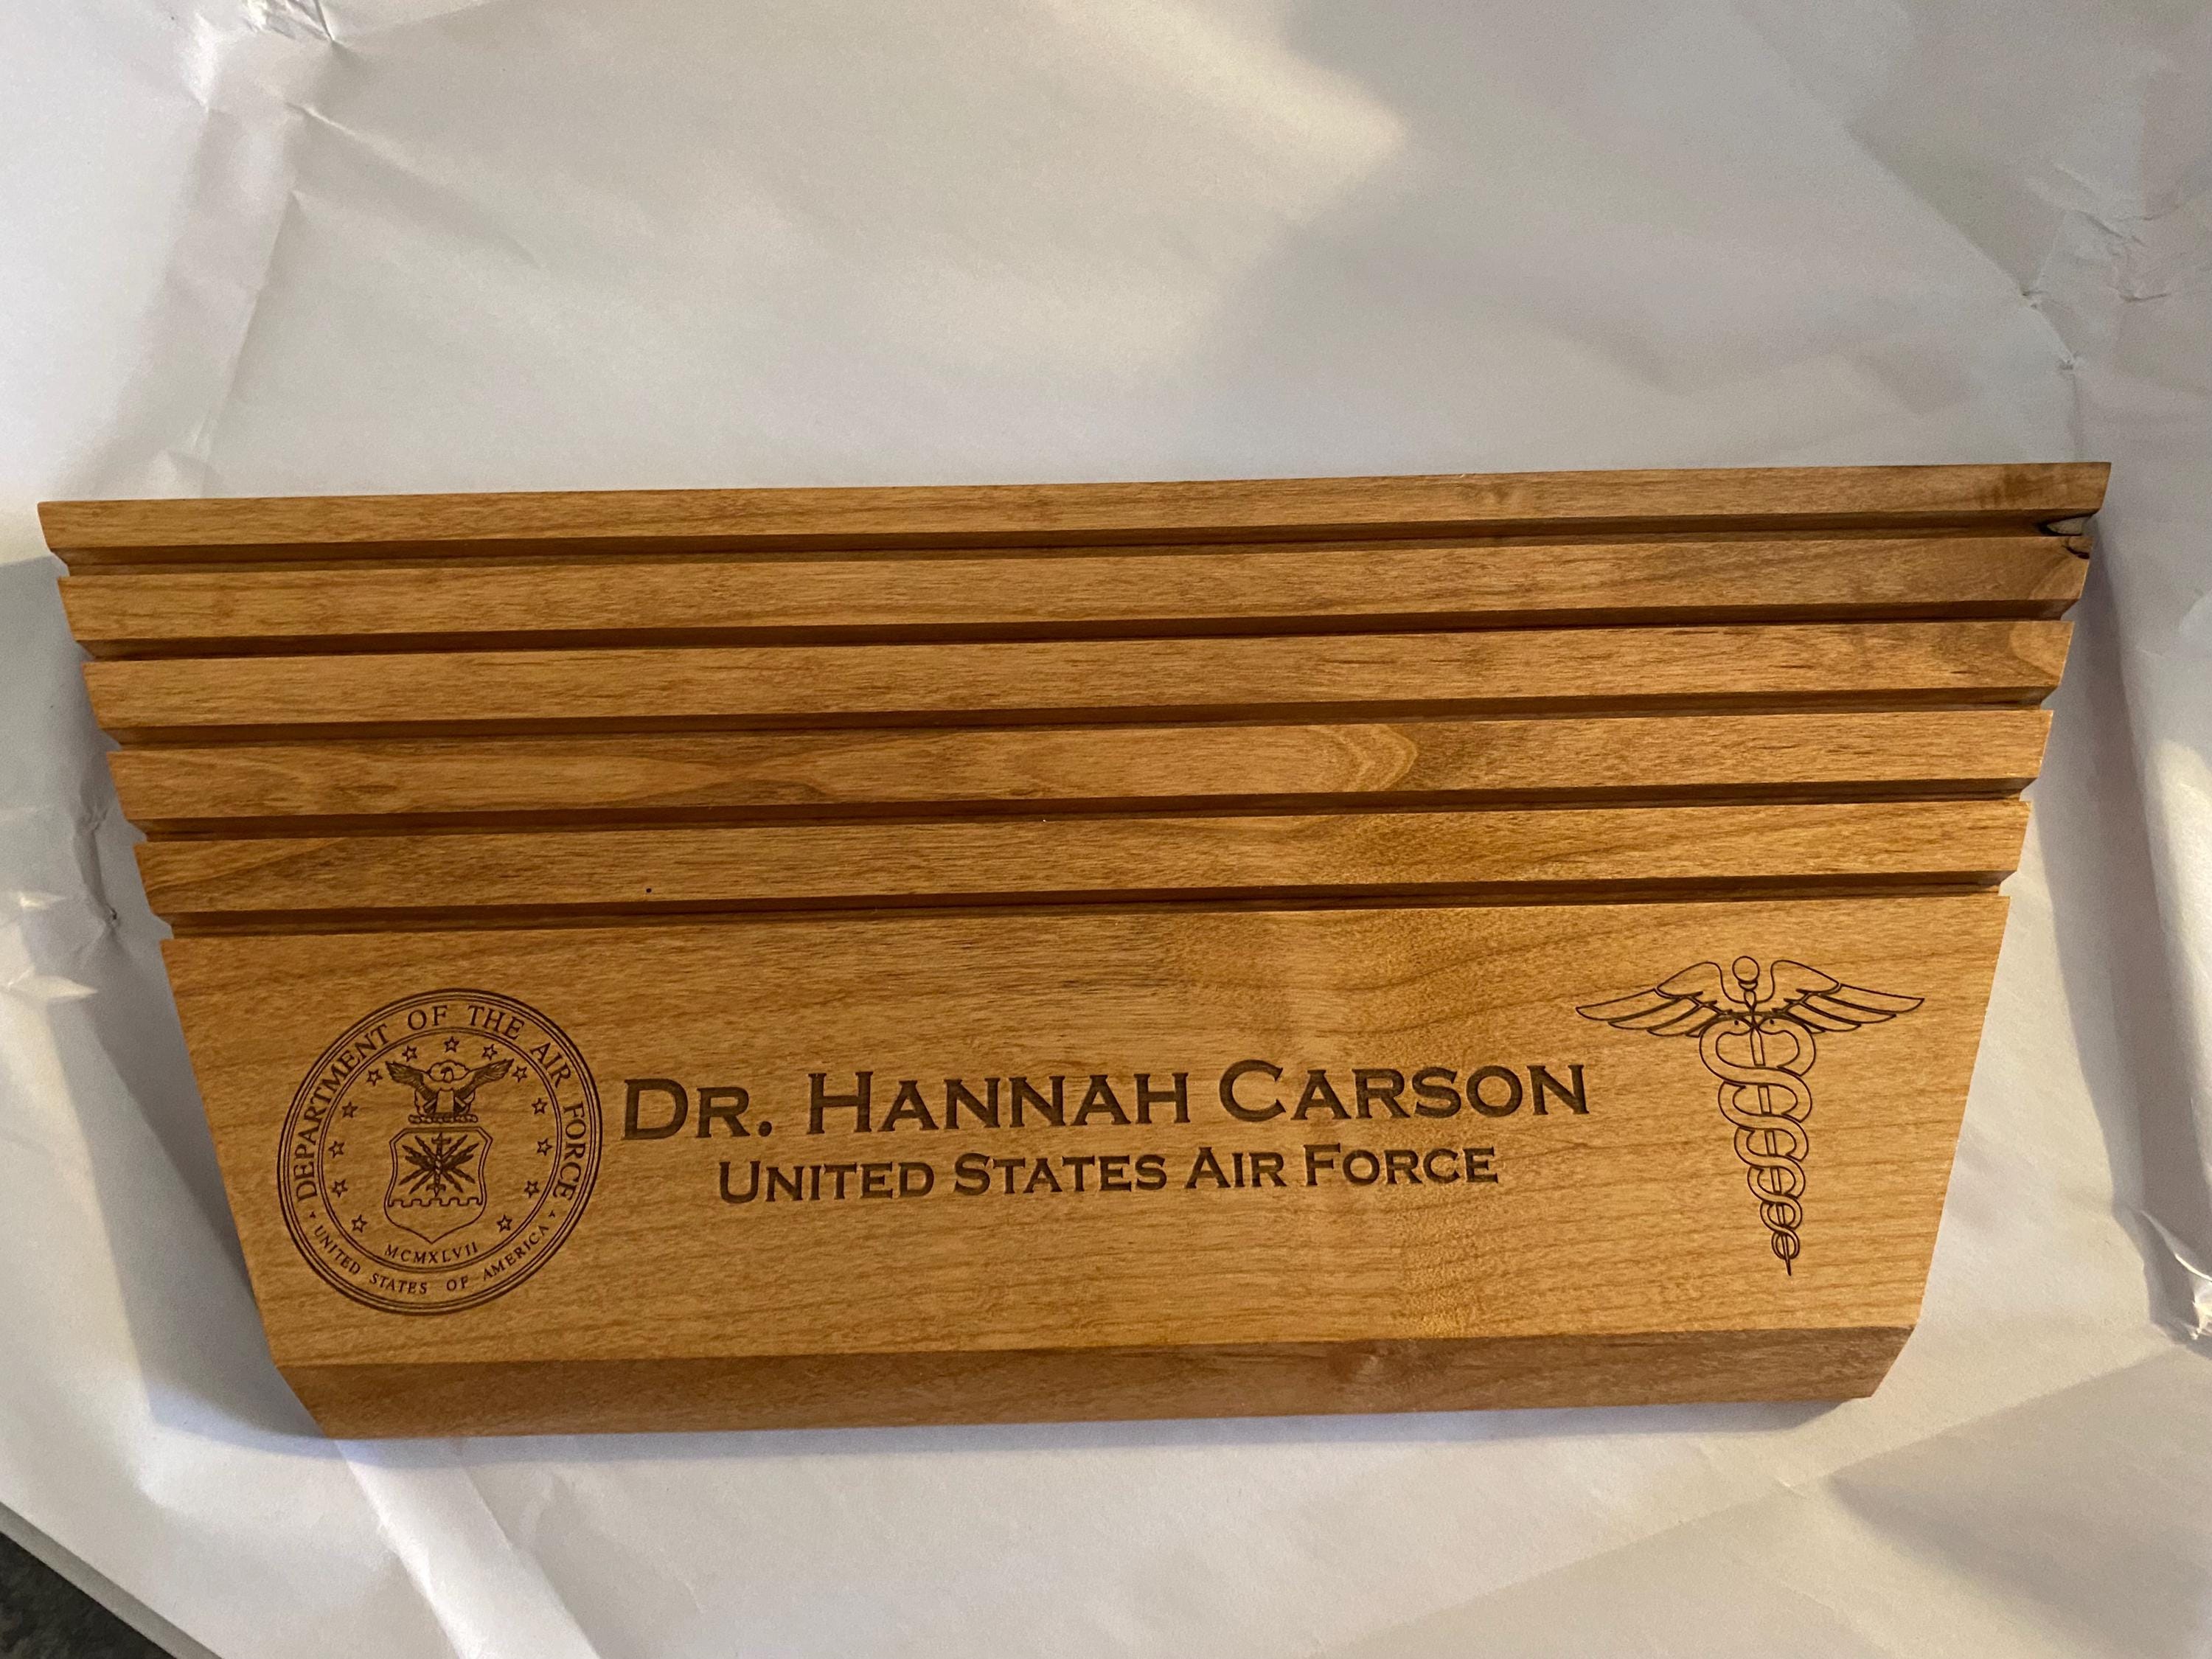 DEPARTMENT OF THE AIR FORCE
MCMXLVII
UNITED STATES OF AMERICA
DR. HANNAH CARSON
UNITED STATES AIR FORCE